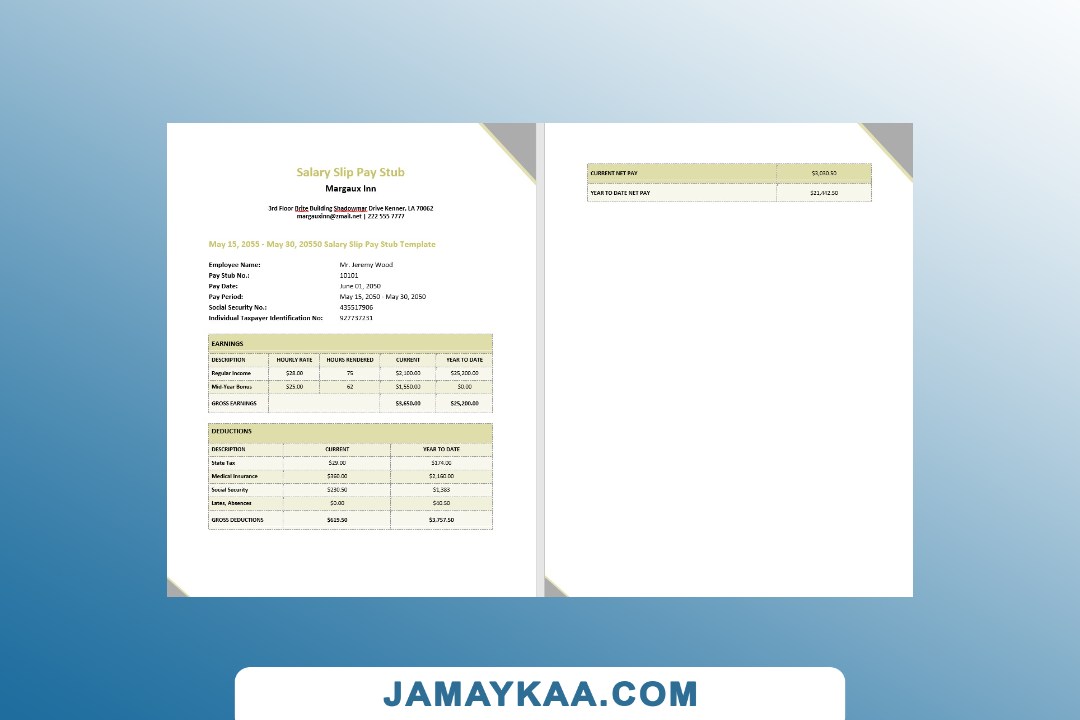 Salary Slip Pay Stub
Margaux Inn
3rd Floor Brite Building Shadowmar Drive Kenner, LA 70062
margauxinn@zmail.net | 222 555 7777
May 15, 2055 - May 30, 20550 Salary Slip Pay Stub Template
Employee Name: Mr. Jeremy Wood
Pay Stub No.: 10101
Pay Date: June 01, 2050
Pay Period: May 15, 2050 - May 30, 2050
Social Security No.: 435517906
Individual Taxpayer Identification No: 927737231
EARNINGS
DESCRIPTION HOURLY RATE HOURS RENDERED CURRENT YEAR TO DATE
Regular Income $28.00 75 $2,100.00 $25,200.00
Mid-Year Bonus $25.00 62 $1,550.00 $0.00
GROSS EARNINGS $3,650.00 $25,200.00
DEDUCTIONS
DESCRIPTION CURRENT YEAR TO DATE
State Tax $29.00 $174.00
Medical Insurance $360.00 $2,160.00
Social Security $230.50 $1,383
Lates, Absences $0.00 $40.50
GROSS DEDUCTIONS $619.50 $3,757.50
CURRENT NET PAY $3,030.50
YEAR TO DATE NET PAY $21,442.50
JAMAYKAA.COM